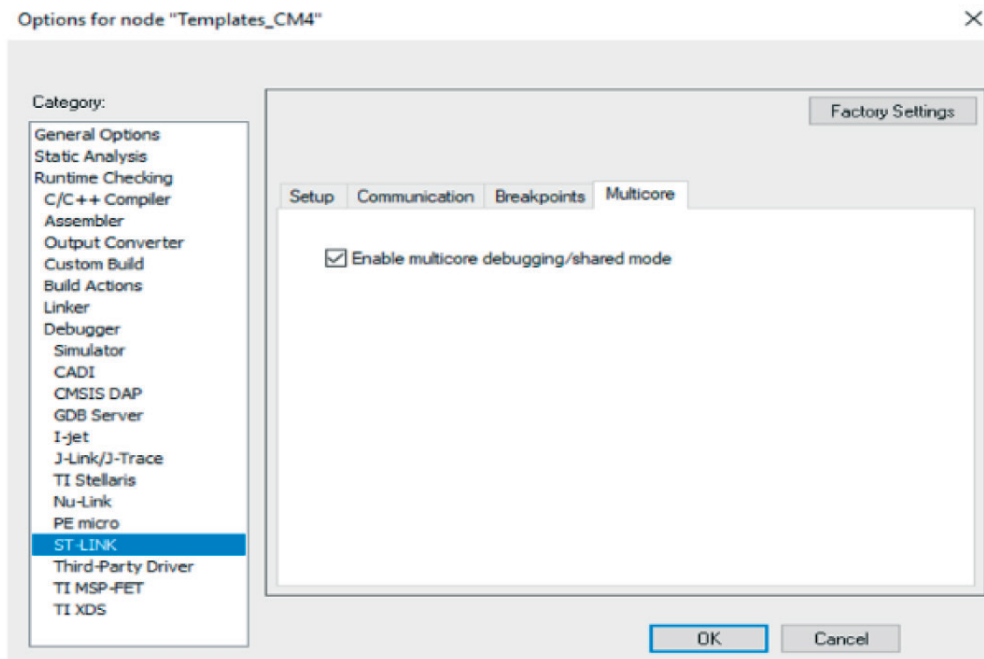 Options for node "Templates_CM4"
Category:
General Options
Static Analysis
Runtime Checking
C/C++ Compiler
Assembler
Output Converter
Custom Build
Build Actions
Linker
Debugger
Simulator
CADI
CMSIS DAP
GDB Server
I-jet
J-Link/J-Trace
TI Stellaris
Nu-Link
PE micro
ST-LINK
Third-Party Driver
TI MSP-FET
TI XDS
Factory Settings
Setup Communication Breakpoints Multicore
Enable multicore debugging/shared mode
OK Cancel